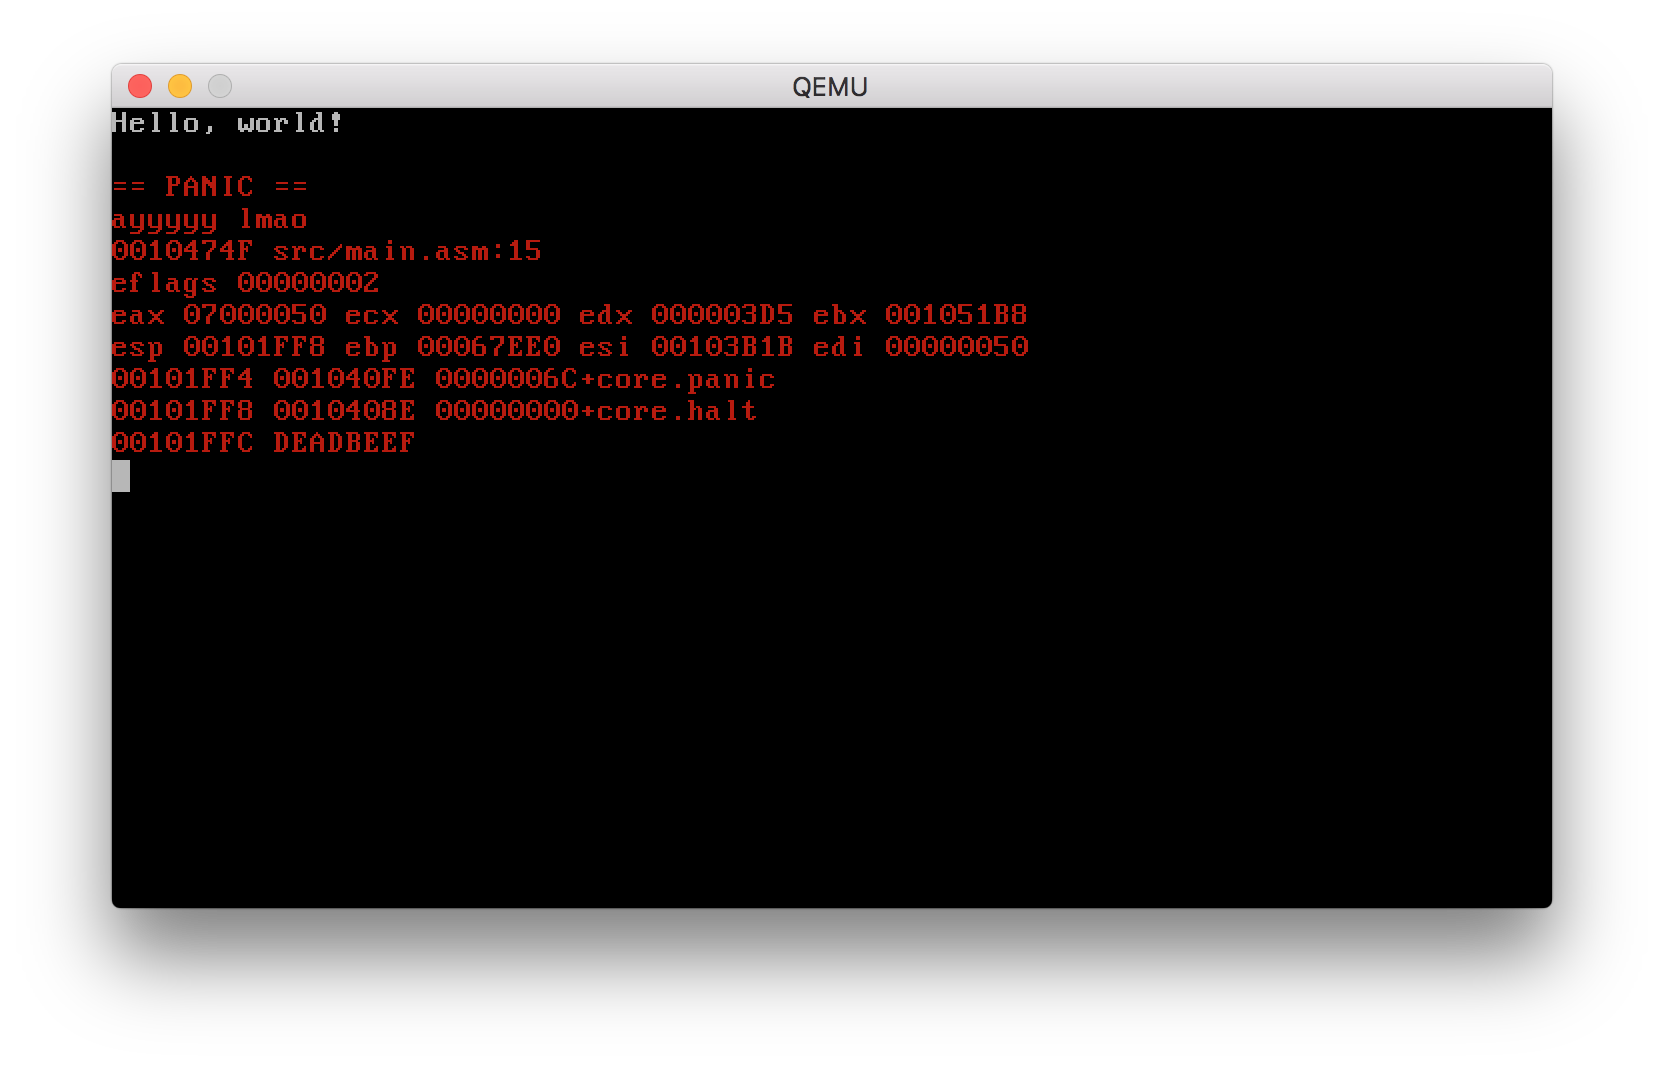 QEMU
Hello, world!
== PANIC ==
ayyyyy lmao
0010474F src/main.asm:15
eflags 00000002
eax 07000050 ecx 00000000 edx 000003D5 ebx 001051B8
esp 00101FF8 ebp 00067EE0 esi 00103B1B edi 00000050
00101FF4 001040FE 0000006C+core.panic
00101FF8 0010408E 00000000+core.halt
00101FFC DEADBEEF